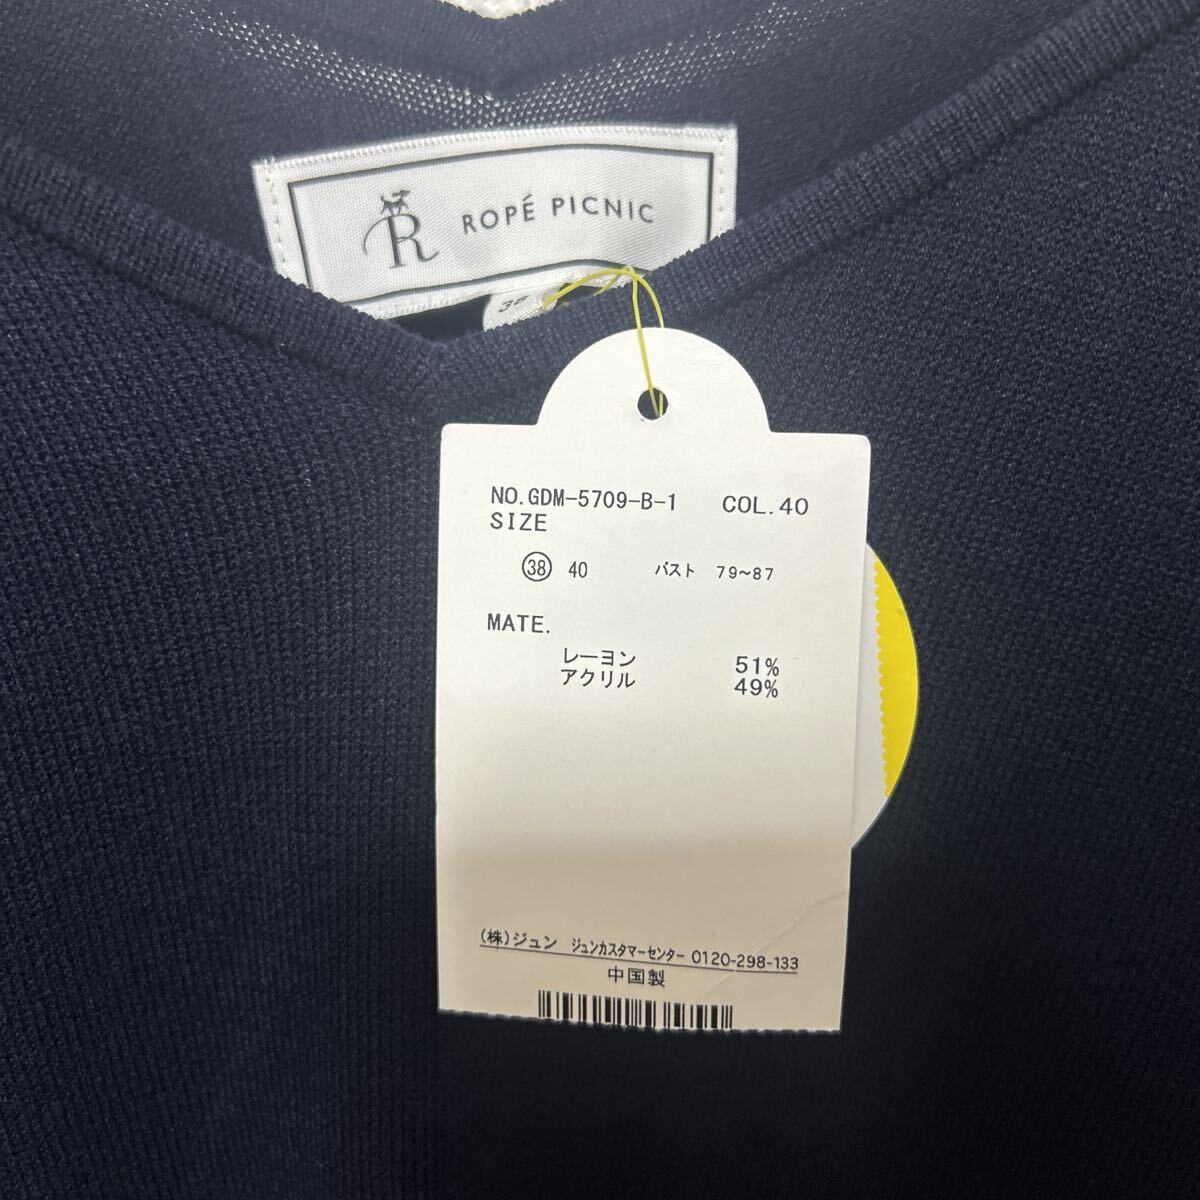 R ROPÉ PICNIC
38
NO.GDM-5709-B-1 COL.40
SIZE
㊳ 40 バスト 79~87
MATE.
レーヨン 51%
アクリル 49%
(株)ジュン ジュンカスタマーセンター 0120-298-133
中国製